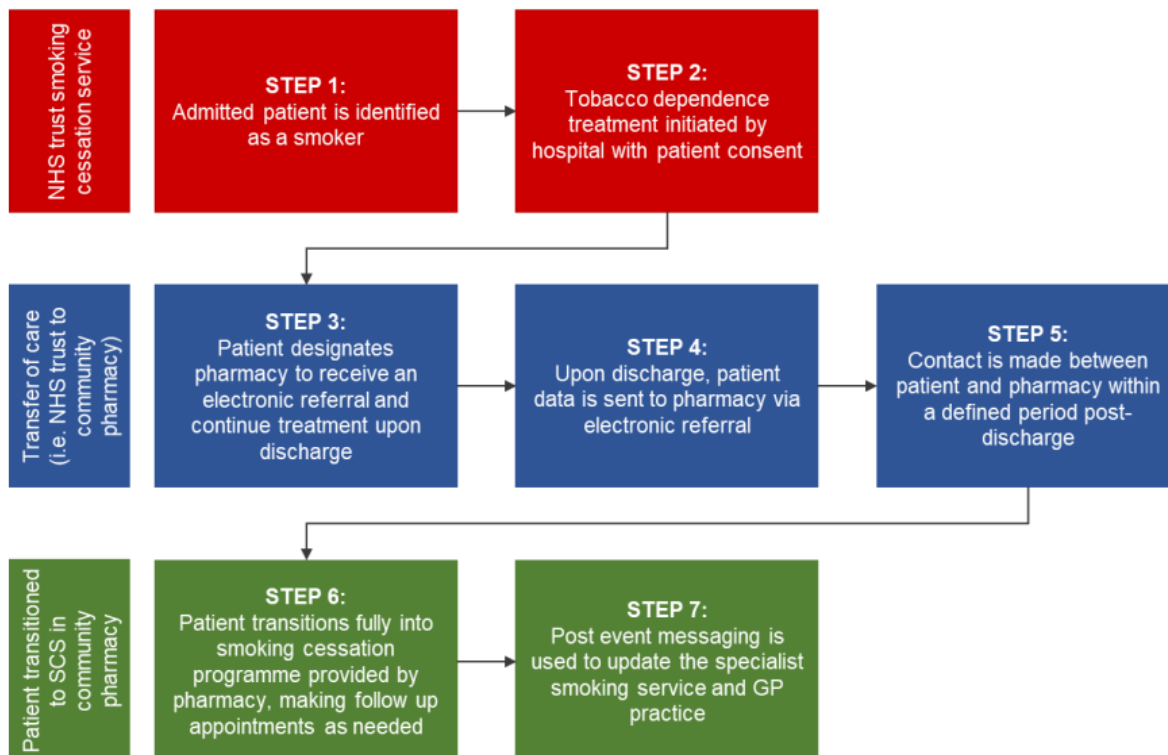 NHS trust smoking
cessation service
STEP 1:
Admitted patient is identified
as a smoker
STEP 2:
Tobacco dependence
treatment initiated by
hospital with patient consent
Transfer of care
(i.e. NHS trust to
community
pharmacy)
STEP 3:
Patient designates
pharmacy to receive an
electronic referral and
continue treatment upon
discharge
STEP 4:
Upon discharge, patient
data is sent to pharmacy via
electronic referral
STEP 5:
Contact is made between
patient and pharmacy within
a defined period post-
discharge
Patient transitioned
to SCS in
community
pharmacy
STEP 6:
Patient transitions fully into
smoking cessation
programme provided by
pharmacy, making follow up
appointments as needed
STEP 7:
Post event messaging is
used to update the specialist
smoking service and GP
practice